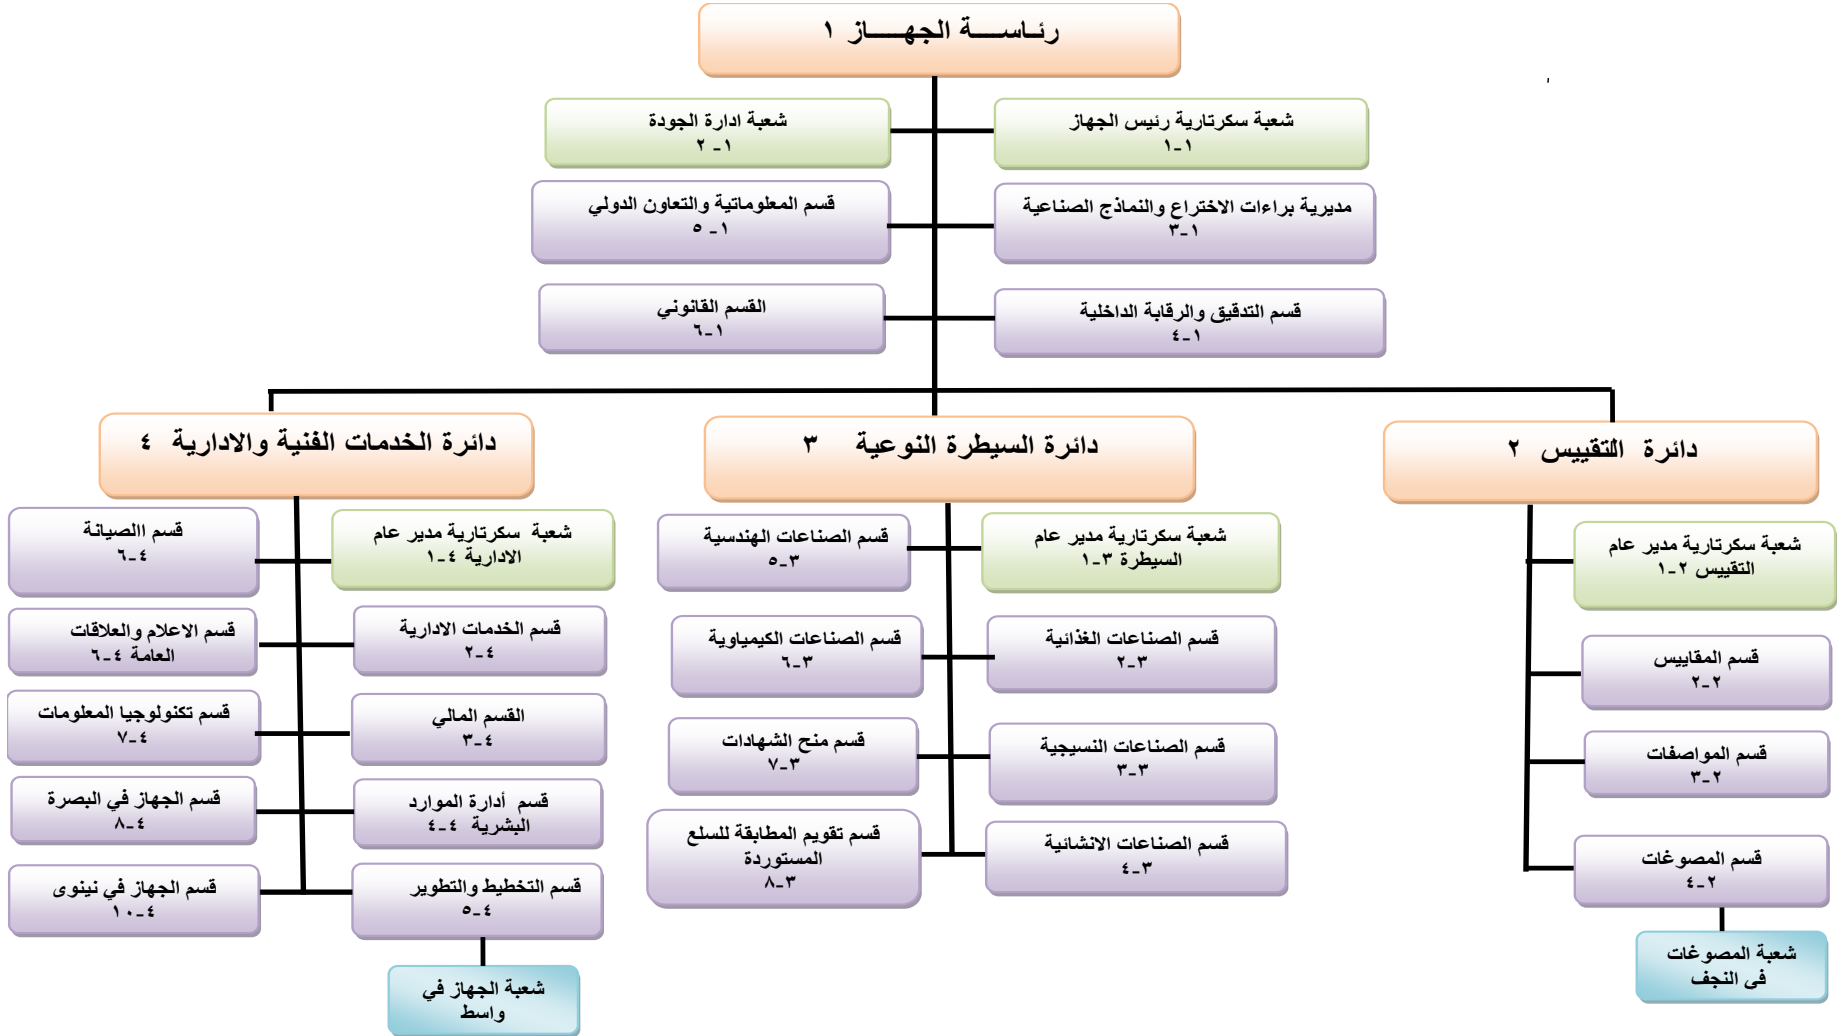 رئـاســـة الجهـــــاز ١
شعبة سكرتارية رئيس الجهاز
١-١
شعبة ادارة الجودة
١- ٢
مديرية براءات الاختراع والنماذج الصناعية
١-٣
قسم المعلوماتية والتعاون الدولي
١- ٥
قسم التدقيق والرقابة الداخلية
١-٤
القسم القانوني
١-٦
دائرة التقييس ٢
دائرة السيطرة النوعية ٣
دائرة الخدمات الفنية والادارية ٤
شعبة سكرتارية مدير عام
التقييس ٢-١
قسم المقاييس
٢-٢
قسم المواصفات
٢-٣
قسم المصوغات
٢-٤
شعبة المصوغات
في النجف
شعبة سكرتارية مدير عام
السيطرة ٣-١
قسم الصناعات الهندسية
٣-٥
قسم الصناعات الغذائية
٣-٢
قسم الصناعات الكيمياوية
٣-٦
قسم الصناعات النسيجية
٣-٣
قسم منح الشهادات
٣-٧
قسم الصناعات الانشائية
٣-٤
قسم تقويم المطابقة للسلع
المستوردة
٣-٨
شعبة سكرتارية مدير عام
الادارية ٤-١
قسم االصيانة
٤-٦
قسم الخدمات الادارية
٤-٢
قسم الاعلام والعلاقات
العامة ٤-٦
القسم المالي
٤-٣
قسم تكنولوجيا المعلومات
٤-٧
قسم أدارة الموارد
البشرية ٤-٤
قسم الجهاز في البصرة
٤-٨
قسم التخطيط والتطوير
٤-٥
قسم الجهاز في نينوى
٤-١٠
شعبة الجهاز في
واسط